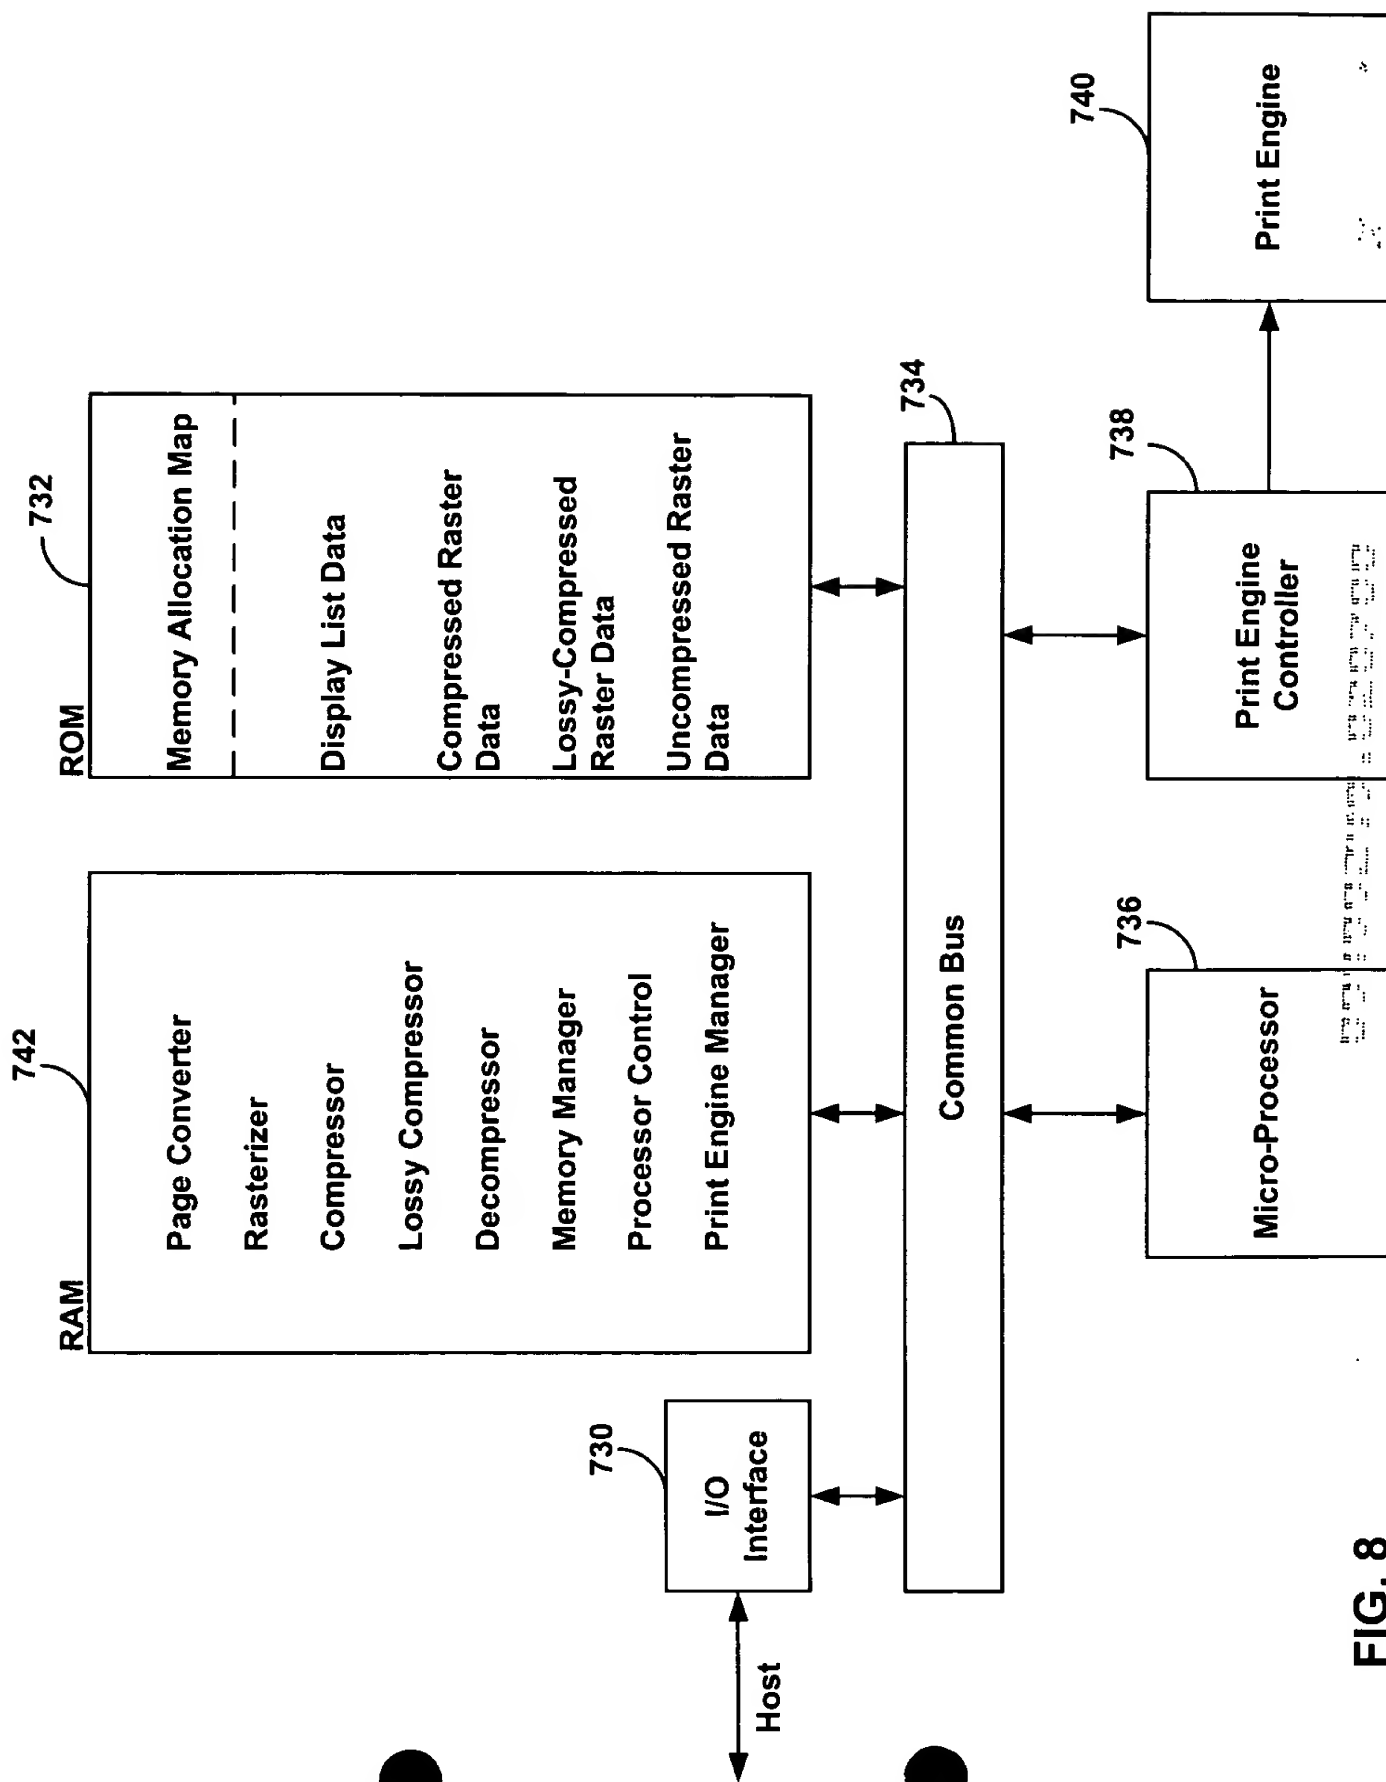 742
RAM
Page Converter
Rasterizer
Compressor
Lossy Compressor
Decompressor
Memory Manager
Processor Control
Print Engine Manager
732
ROM
Memory Allocation Map
Display List Data
Compressed Raster
Data
Lossy-Compressed
Raster Data
Uncompressed Raster
Data
730
I/O
Interface
Host
734
Common Bus
736
Micro-Processor
738
Print Engine
Controller
740
Print Engine
FIG. 8